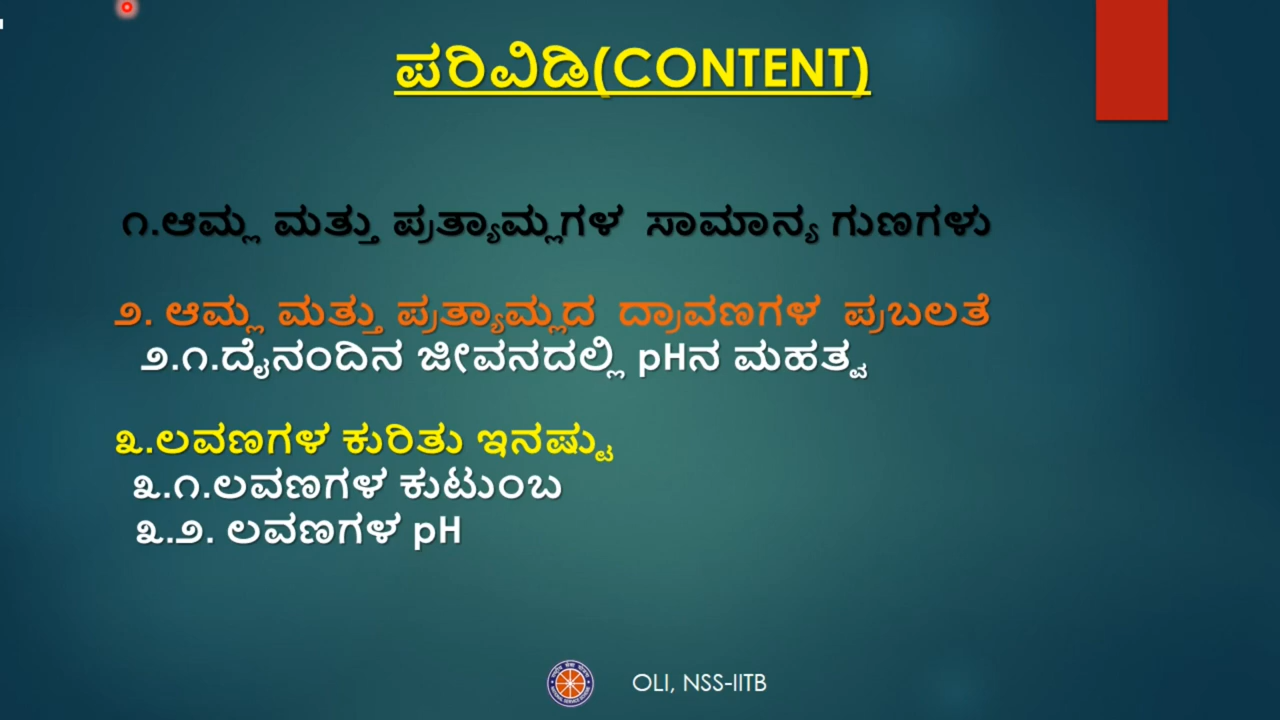 ಪರಿವಿಡಿ(CONTENT)
೧.ಆಮ್ಲ ಮತ್ತು ಪ್ರತ್ಯಾಮ್ಲಗಳ ಸಾಮಾನ್ಯ ಗುಣಗಳು
೨. ಆಮ್ಲ ಮತ್ತು ಪ್ರತ್ಯಾಮ್ಲದ ದ್ರಾವಣಗಳ ಪ್ರಬಲತೆ
೨.೧.ದೈನಂದಿನ ಜೀವನದಲ್ಲಿ pHನ ಮಹತ್ವ
೩.ಲವಣಗಳ ಕುರಿತು ಇನಷ್ಟು
೩.೧.ಲವಣಗಳ ಕುಟುಂಬ
೩.೨. ಲವಣಗಳ pH
OLI, NSS-IITB